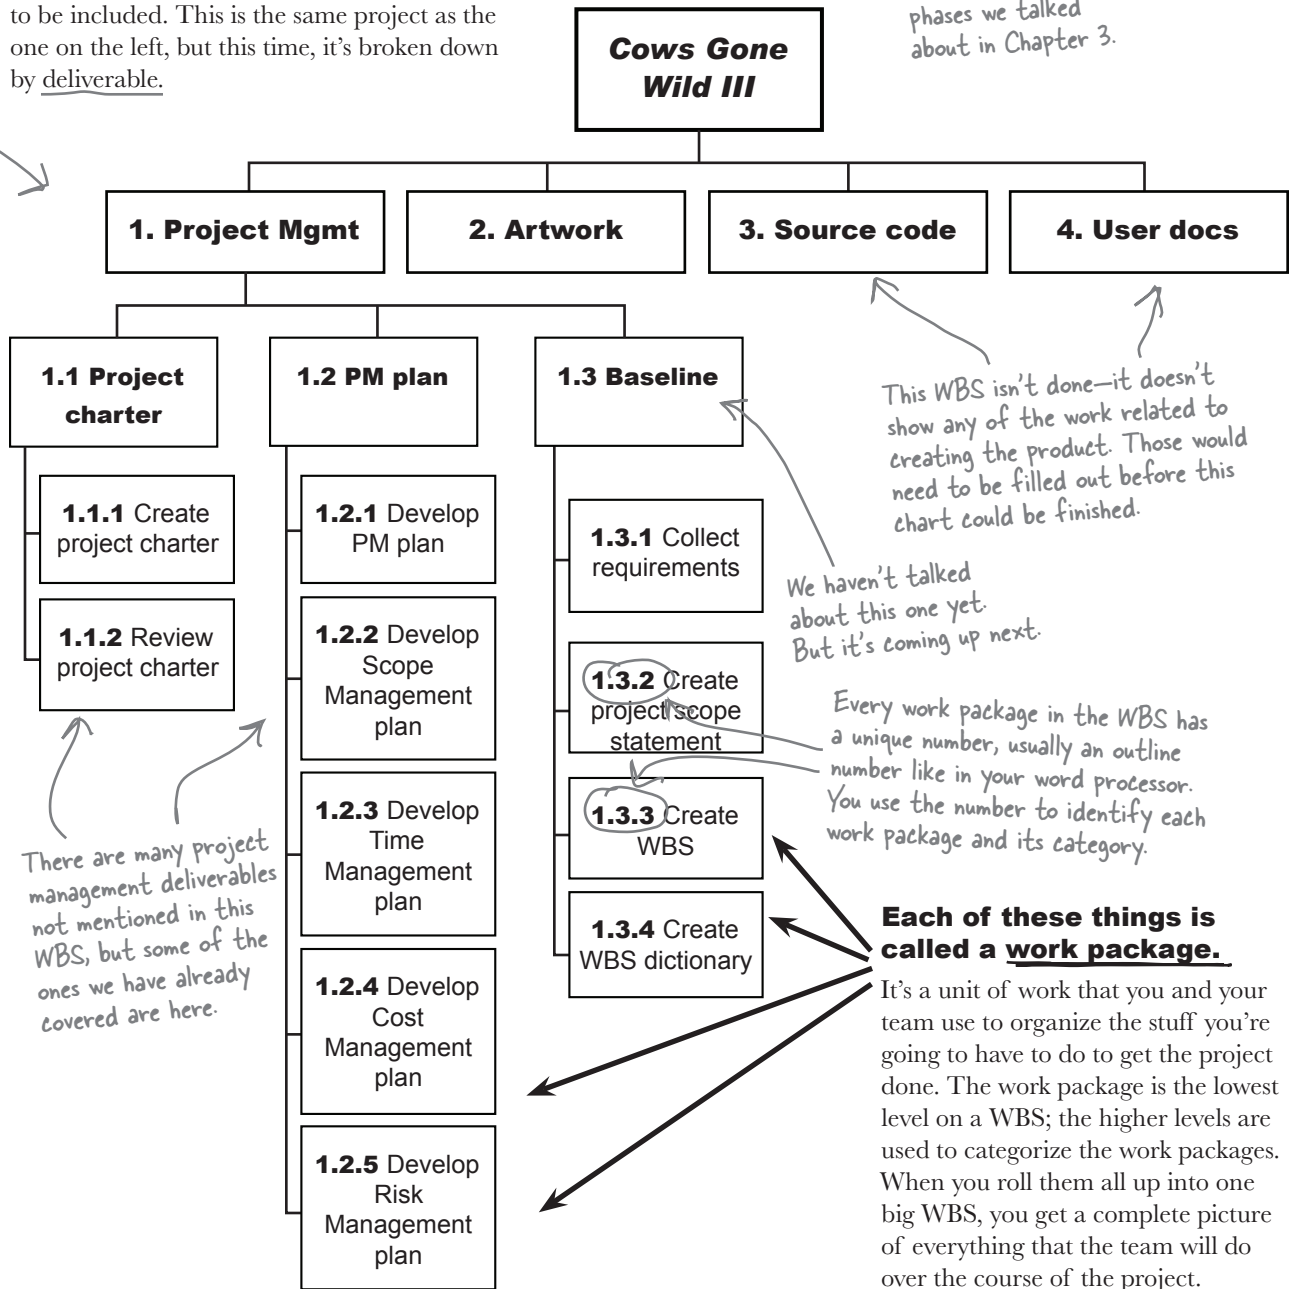 to be included. This is the same project as the
one on the left, but this time, it's broken down
by deliverable.
phases we talked
about in Chapter 3.
Cows Gone
Wild III
1. Project Mgmt
2. Artwork
3. Source code
4. User docs
1.1 Project
charter
1.2 PM plan
1.3 Baseline
This WBS isn't done—it doesn't
show any of the work related to
creating the product. Those would
need to be filled out before this
chart could be finished.
1.1.1 Create
project charter
1.1.2 Review
project charter
1.2.1 Develop
PM plan
1.2.2 Develop
Scope
Management
plan
1.2.3 Develop
Time
Management
plan
1.2.4 Develop
Cost
Management
plan
1.2.5 Develop
Risk
Management
plan
1.3.1 Collect
requirements
1.3.2 Create
project scope
statement
1.3.3 Create
WBS
1.3.4 Create
WBS dictionary
We haven't talked
about this one yet.
But it's coming up next.
Every work package in the WBS has
a unique number, usually an outline
number like in your word processor.
You use the number to identify each
work package and its category.
There are many project
management deliverables
not mentioned in this
WBS, but some of the
ones we have already
covered are here.
Each of these things is
called a work package.
It's a unit of work that you and your
team use to organize the stuff you're
going to have to do to get the project
done. The work package is the lowest
level on a WBS; the higher levels are
used to categorize the work packages.
When you roll them all up into one
big WBS, you get a complete picture
of everything that the team will do
over the course of the project.